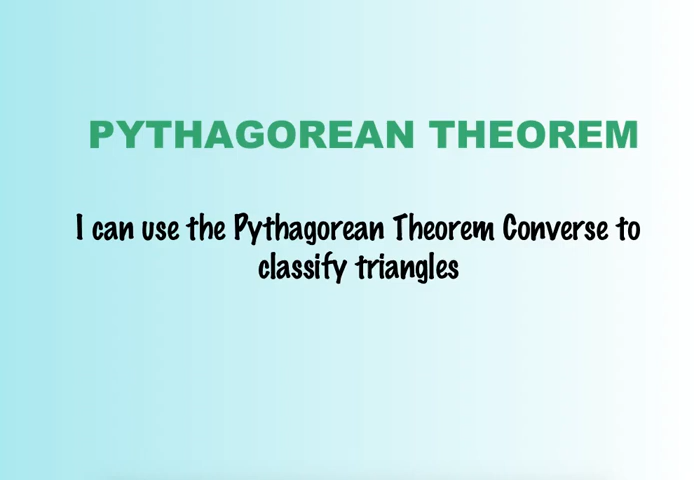 PYTHAGOREAN THEOREM
I can use the Pythagorean Theorem Converse to
classify triangles